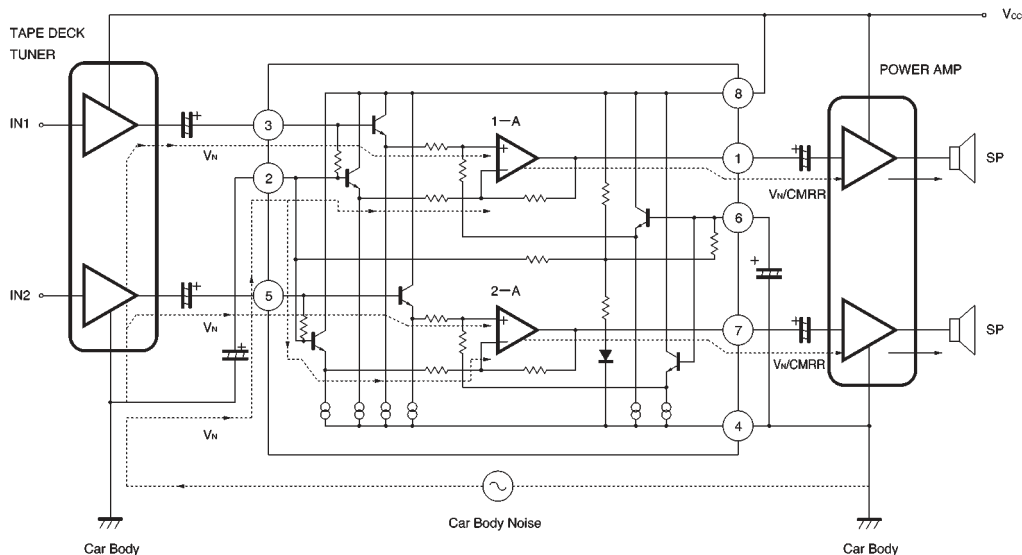 Vcc
TAPE DECK
TUNER
POWER AMP
8
IN1
+
3
1-A
+
−
1
+
SP
VN
2
VN/CMRR
6
+
IN2
+
5
2-A
+
−
7
+
SP
VN
+
VN/CMRR
4
VN
Car Body Noise
Car Body
Car Body